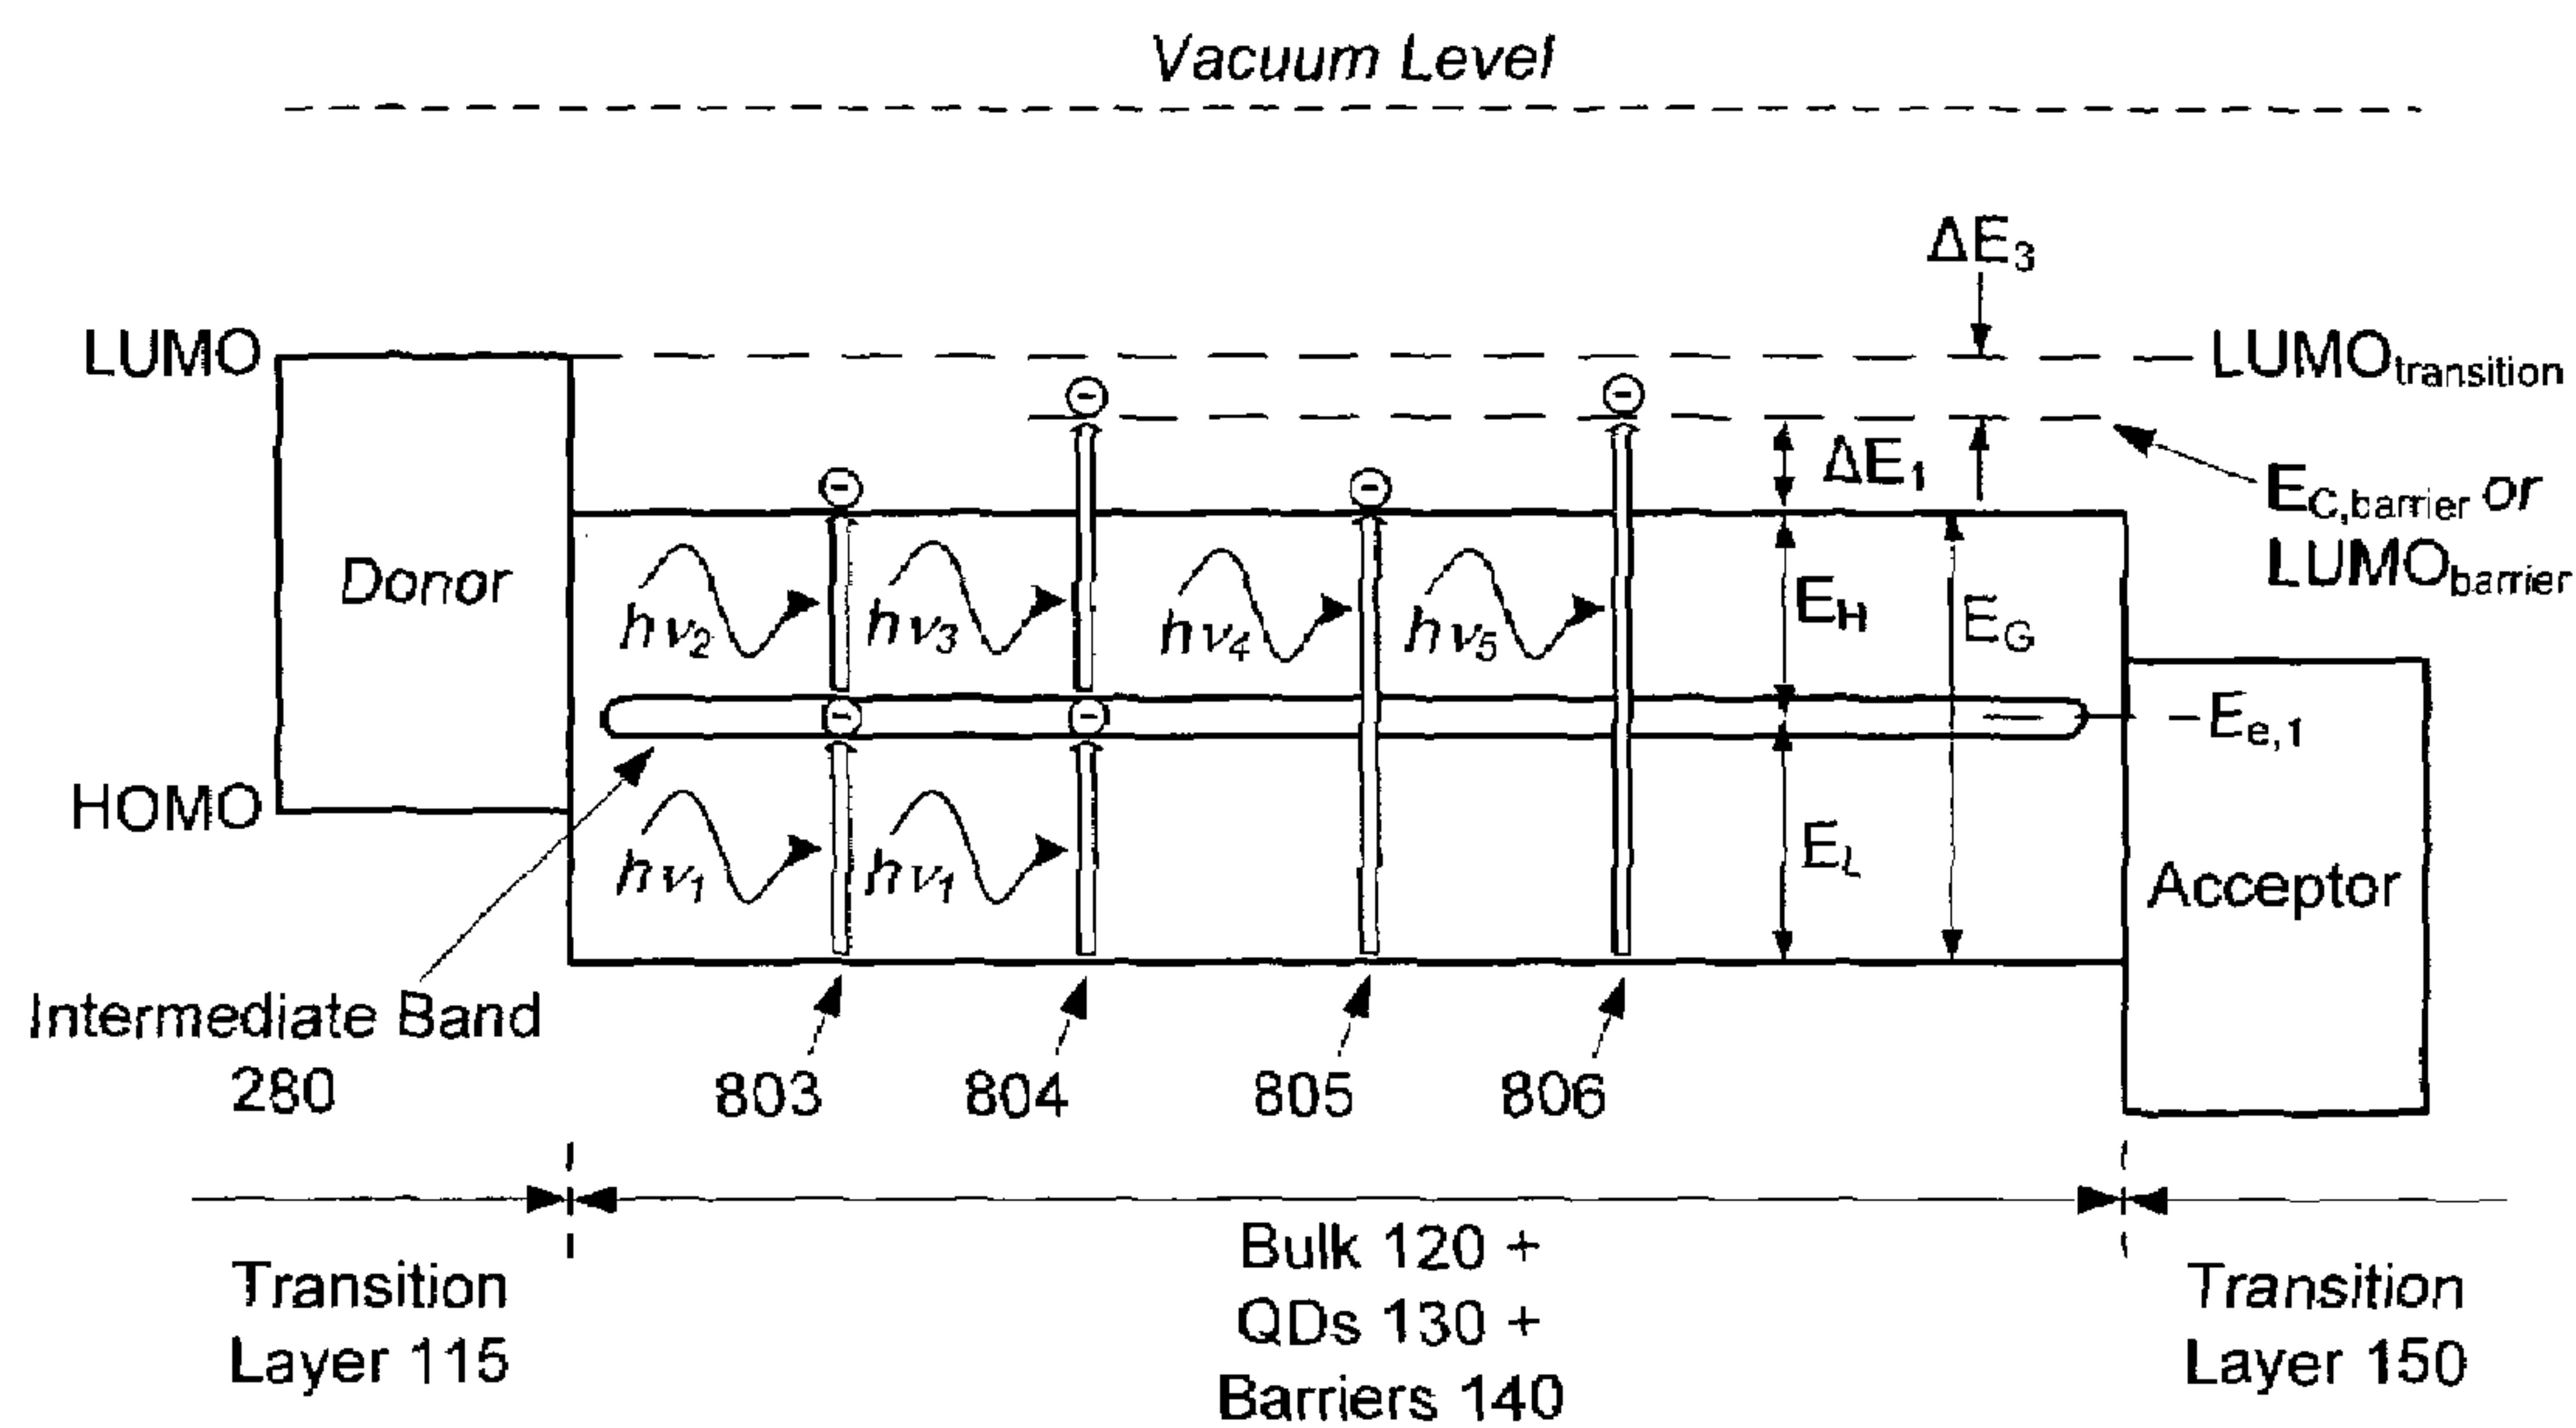 Vacuum Level
ΔE₃
LUMO
LUMOtransition
ΔE₁
EC,barrier or
LUMObarrier
Donor
hν₂
hν₃
hν₄
hν₅
EH
EG
Ee,1
HOMO
hν₁
hν₁
EL
Acceptor
Intermediate Band
280
803
804
805
806
Transition
Layer 115
Bulk 120 +
QDs 130 +
Barriers 140
Transition
Layer 150